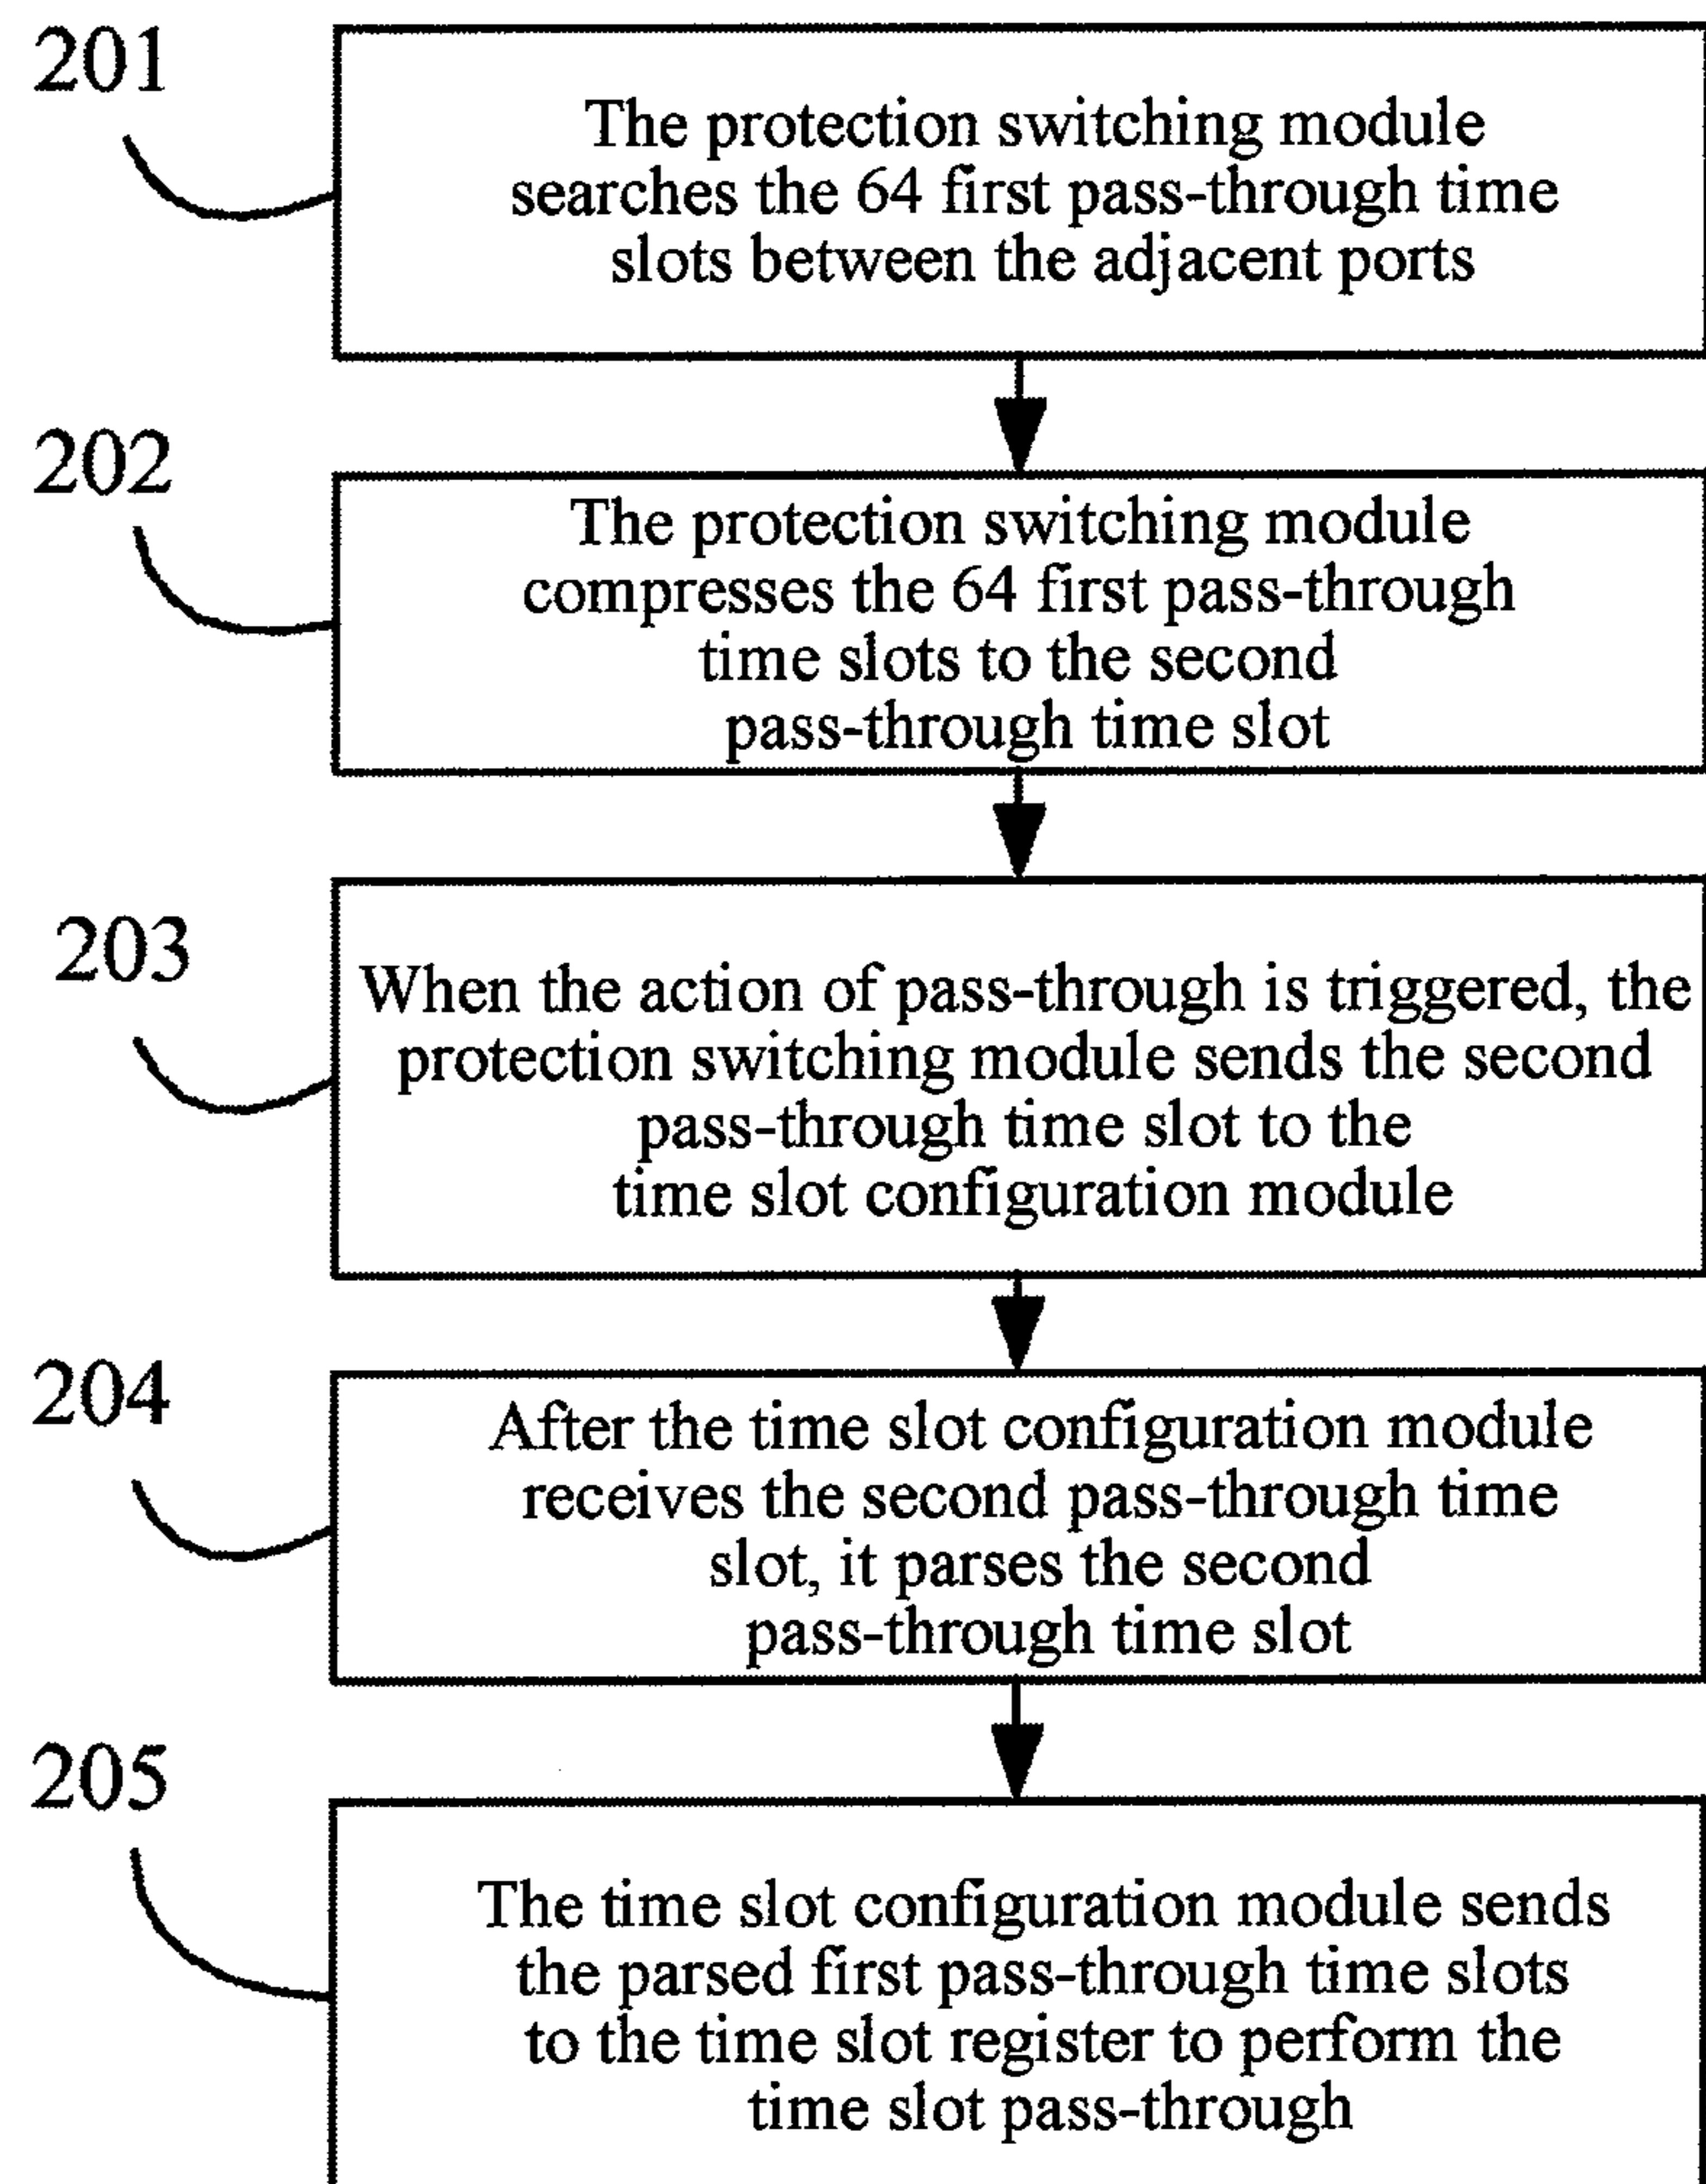 201
The protection switching module
searches the 64 first pass-through time
slots between the adjacent ports
202
The protection switching module
compresses the 64 first pass-through
time slots to the second
pass-through time slot
203
When the action of pass-through is triggered, the
protection switching module sends the second
pass-through time slot to the
time slot configuration module
204
After the time slot configuration module
receives the second pass-through time
slot, it parses the second
pass-through time slot
205
The time slot configuration module sends
the parsed first pass-through time slots
to the time slot register to perform the
time slot pass-through